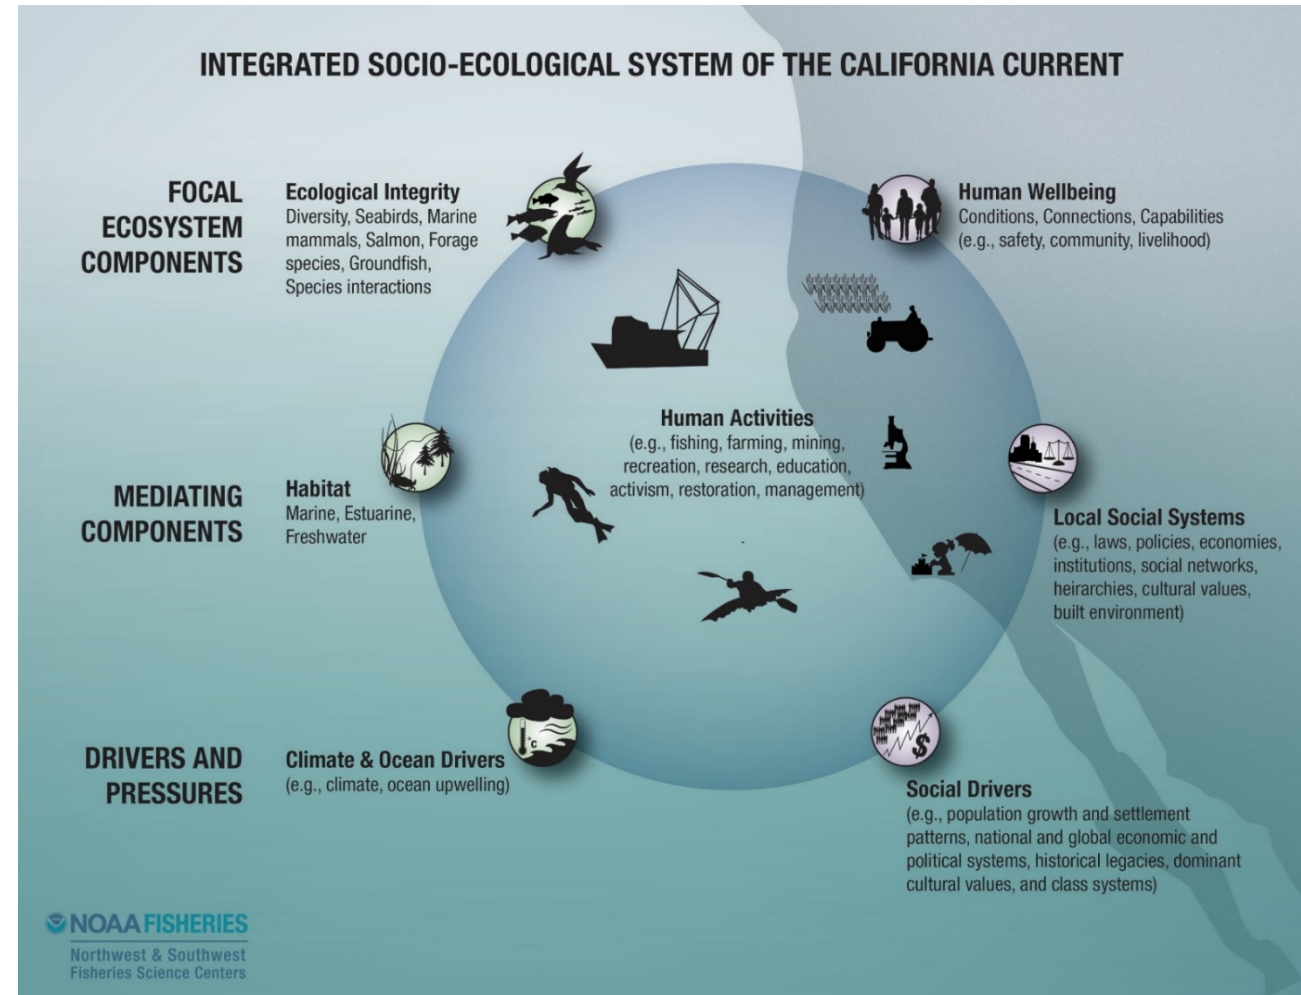 INTEGRATED SOCIO-ECOLOGICAL SYSTEM OF THE CALIFORNIA CURRENT
FOCAL
ECOSYSTEM
COMPONENTS
Ecological Integrity
Diversity, Seabirds, Marine
mammals, Salmon, Forage
species, Groundfish,
Species interactions
Human Wellbeing
Conditions, Connections, Capabilities
(e.g., safety, community, livelihood)
Human Activities
(e.g., fishing, farming, mining,
recreation, research, education,
activism, restoration, management)
MEDIATING
COMPONENTS
Habitat
Marine, Estuarine,
Freshwater
Local Social Systems
(e.g., laws, policies, economies,
institutions, social networks,
heirarchies, cultural values,
built environment)
DRIVERS AND
PRESSURES
Climate & Ocean Drivers
(e.g., climate, ocean upwelling)
°C
$
Social Drivers
(e.g., population growth and settlement
patterns, national and global economic and
political systems, historical legacies, dominant
cultural values, and class systems)
NOAA FISHERIES
Northwest & Southwest
Fisheries Science Centers